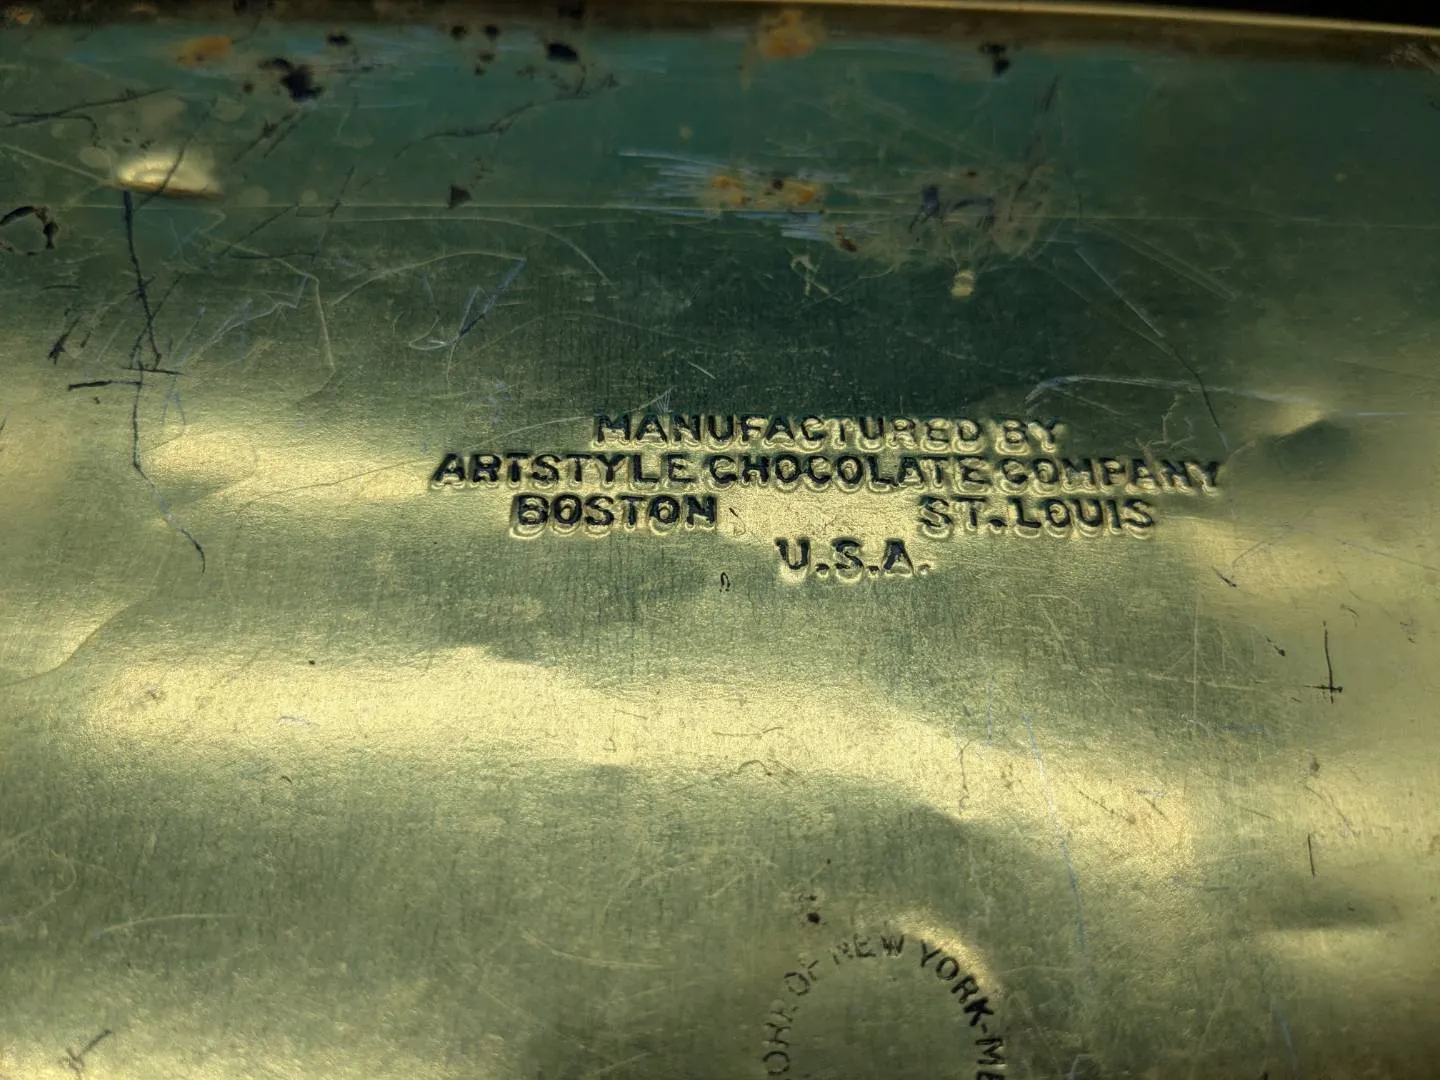 MANUFACTURED BY
ARTSTYLE CHOCOLATE COMPANY
BOSTON ST. LOUIS
U.S.A.
OF NEW YORK-